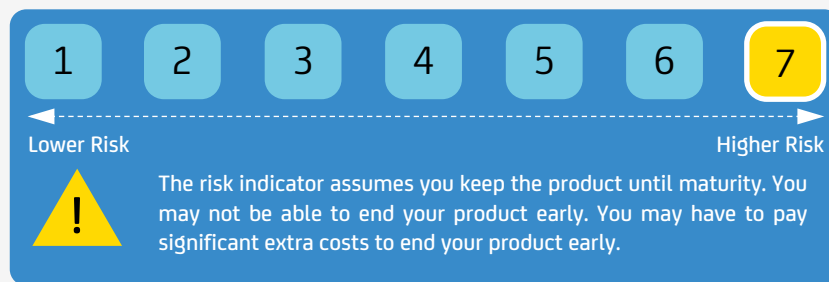 1 2 3 4 5 6 7
Lower Risk Higher Risk
!
The risk indicator assumes you keep the product until maturity. You
may not be able to end your product early. You may have to pay
significant extra costs to end your product early.